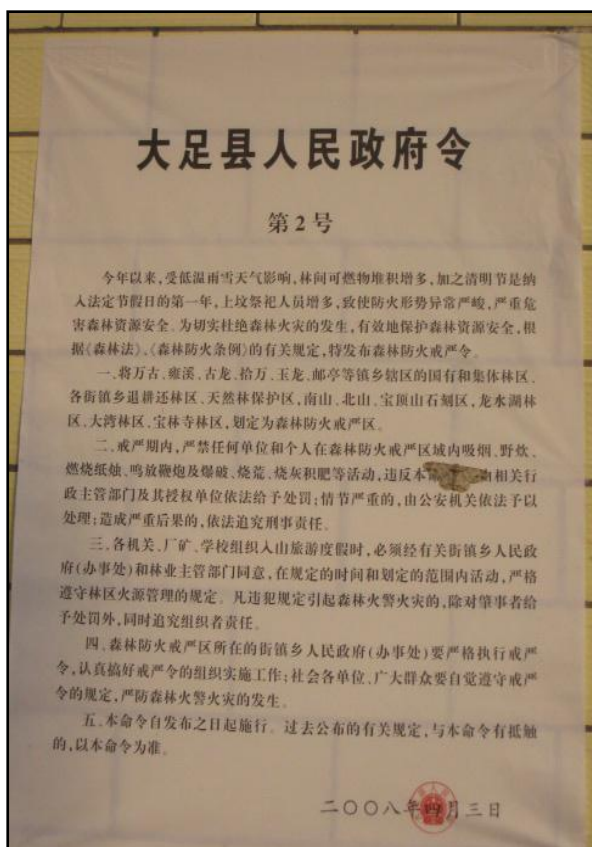 大足县人民政府令
第2号
今年以来,受低温雨雪天气影响,林间可燃物堆积增多,加之清明节是纳
入法定节假日的第一年,上坟祭祀人员增多,致使防火形势异常严峻,严重危
害森林资源安全。为切实杜绝森林火灾的发生,有效地保护森林资源安全,根
据《森林法》、《森林防火条例》的有关规定,特发布森林防火戒严令。
一、将万古、雍溪、古龙、拾万、玉龙、邮亭等镇乡辖区的国有和集体林区、
各街镇乡退耕还林区、天然林保护区,南山、北山、宝顶山石刻区,龙水湖林
区、大湾林区、宝林寺林区,划定为森林防火戒严区。
二、戒严期内,严禁任何单位和个人在森林防火戒严区域内吸烟、野炊、
燃烧纸烛、鸣放鞭炮及爆破、烧荒、烧灰积肥等活动,违反本 由相关行
政主管部门及其授权单位依法给予处罚;情节严重的,由公安机关依法予以
处理;造成严重后果的,依法追究刑事责任。
三、各机关、厂矿、学校组织入山旅游度假时,必须经有关街镇乡人民政
府(办事处)和林业主管部门同意,在规定的时间和划定的范围内活动,严格
遵守林区火源管理的规定。凡违犯规定引起森林火警火灾的,除对肇事者给
予处罚外,同时追究组织者责任。
四、森林防火戒严区所在的街镇乡人民政府(办事处)要严格执行戒严
令,认真搞好戒严令的组织实施工作;社会各单位、广大群众要自觉遵守戒严
令的规定,严防森林火警火灾的发生。
五、本命令自发布之日起施行。过去公布的有关规定,与本命令有抵触
的,以本命令为准。
二〇〇八年四月三日